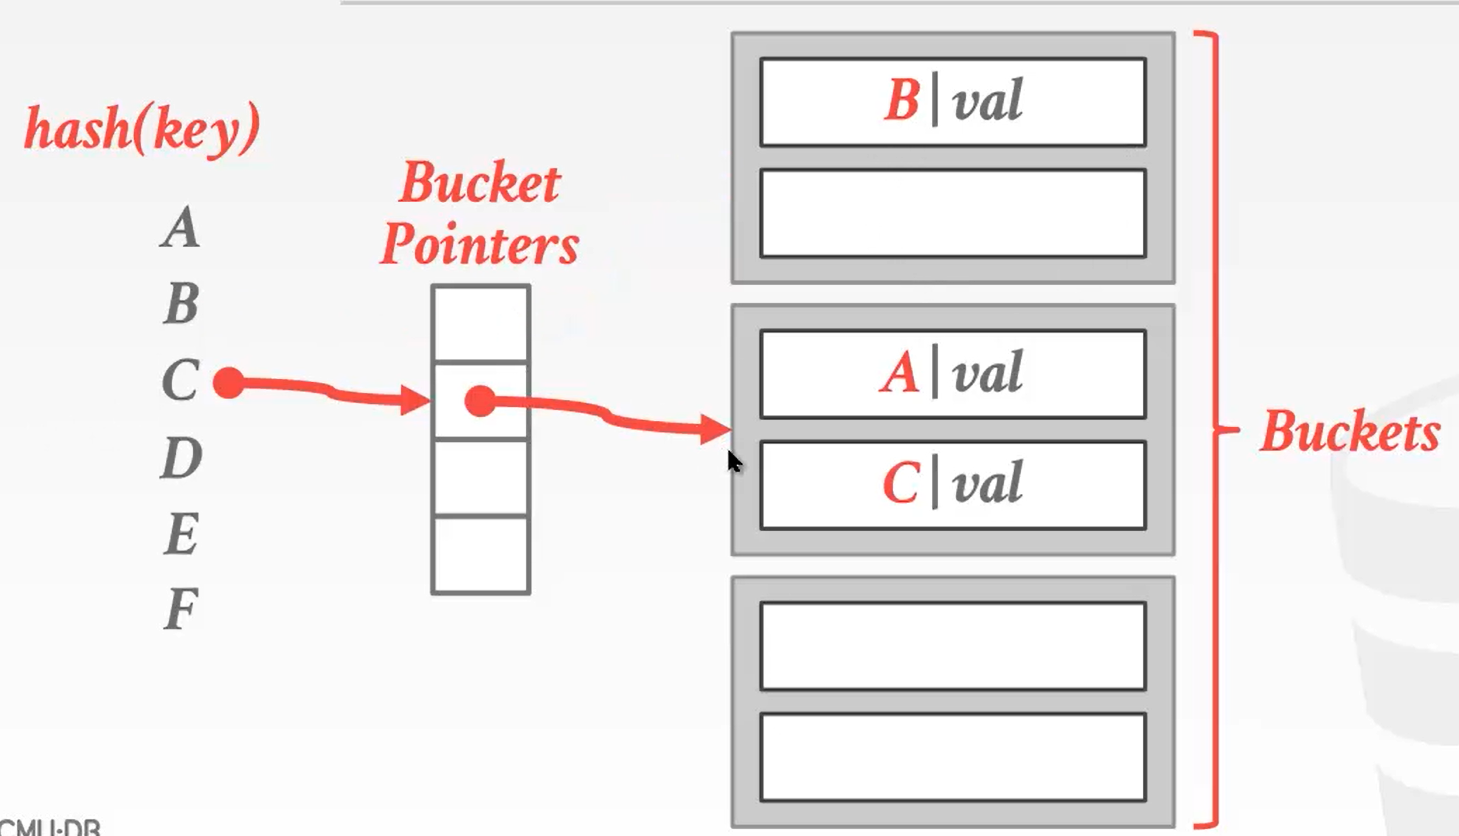 hash(key)
A
B
C
D
E
F
Bucket
Pointers
B|val
A|val
C|val
Buckets
CMU·DB